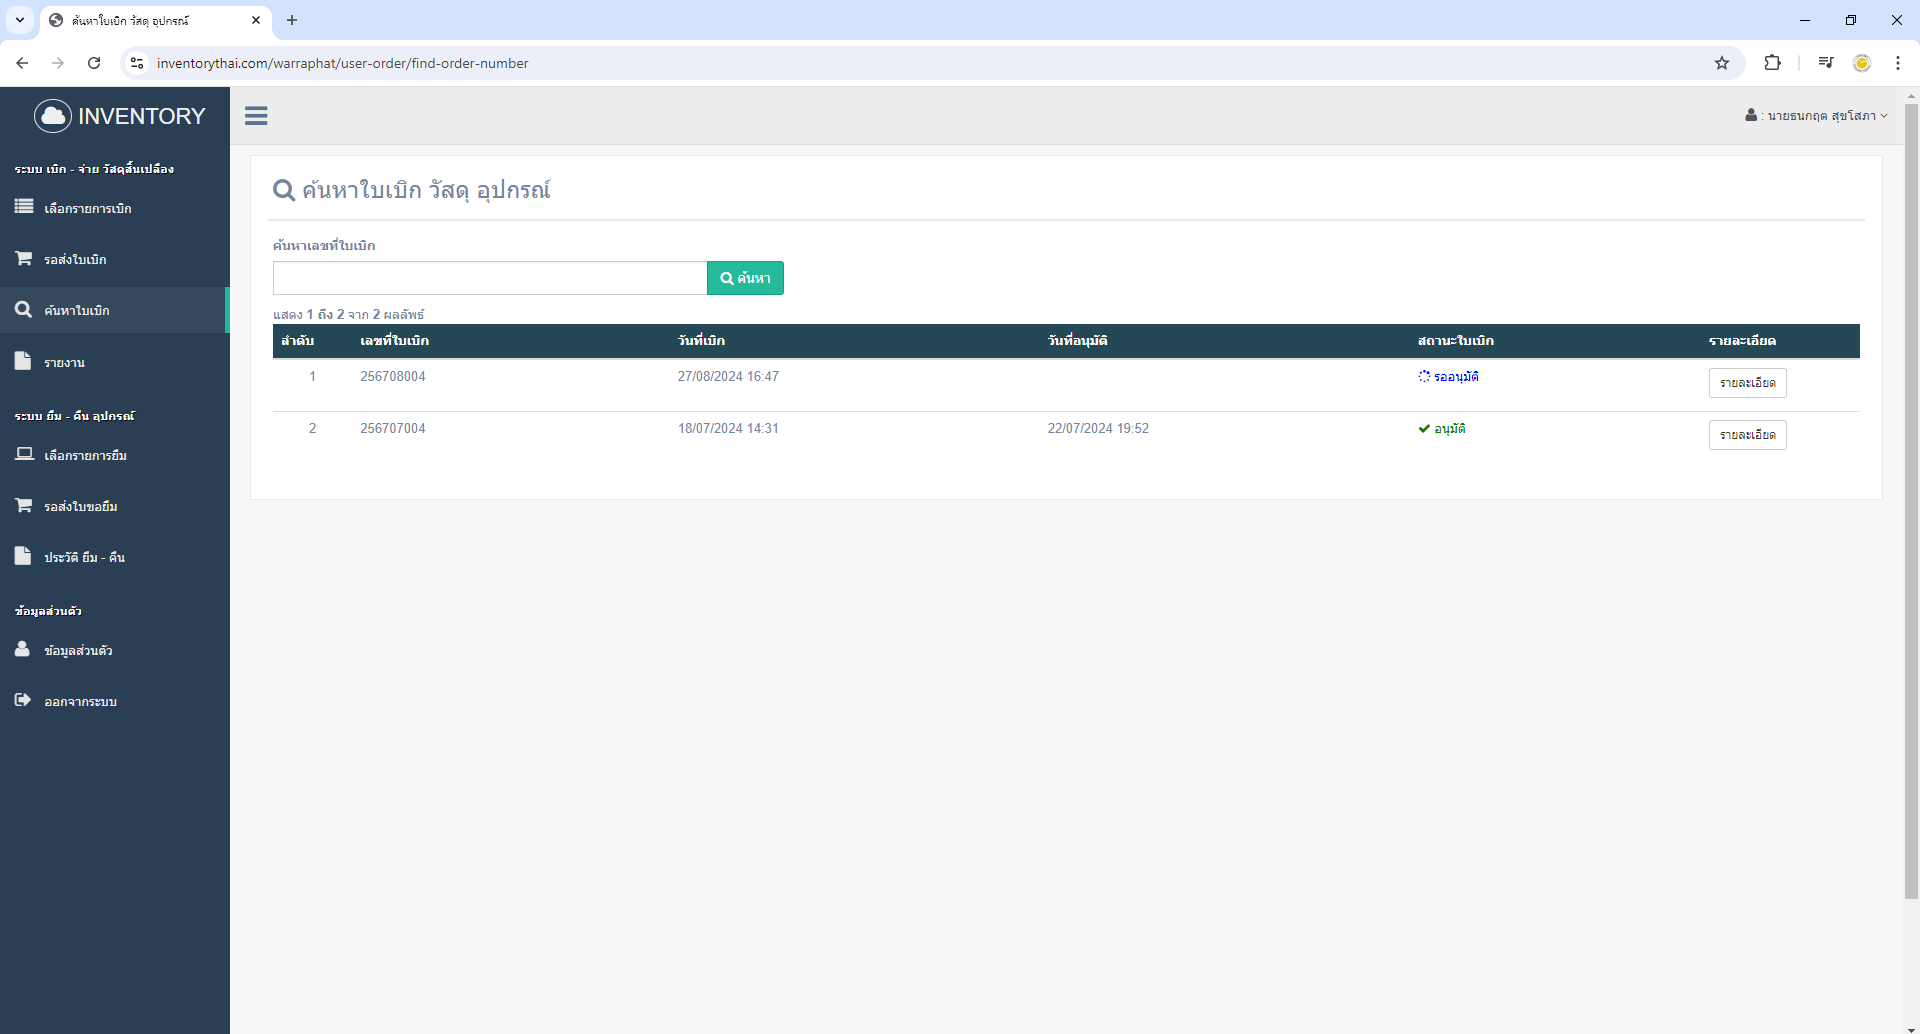 ค้นหาใบเบิก วัสดุ อุปกรณ์
inventorythai.com/warraphat/user-order/find-order-number
INVENTORY
: นายธนกฤต สุขโสภา
ระบบ เบิก - จ่าย วัสดุสิ้นเปลือง
เลือกรายการเบิก
รอส่งใบเบิก
ค้นหาใบเบิก
รายงาน
ระบบ ยืม - คืน อุปกรณ์
เลือกรายการยืม
รอส่งใบขอยืม
ประวัติ ยืม - คืน
ข้อมูลส่วนตัว
ข้อมูลส่วนตัว
ออกจากระบบ
ค้นหาใบเบิก วัสดุ อุปกรณ์
ค้นหาเลขที่ใบเบิก
ค้นหา
แสดง 1 ถึง 2 จาก 2 ผลลัพธ์
ลำดับ เลขที่ใบเบิก วันที่เบิก วันที่อนุมัติ สถานะใบเบิก รายละเอียด
1 256708004 27/08/2024 16:47 รออนุมัติ รายละเอียด
2 256707004 18/07/2024 14:31 22/07/2024 19:52 อนุมัติ รายละเอียด